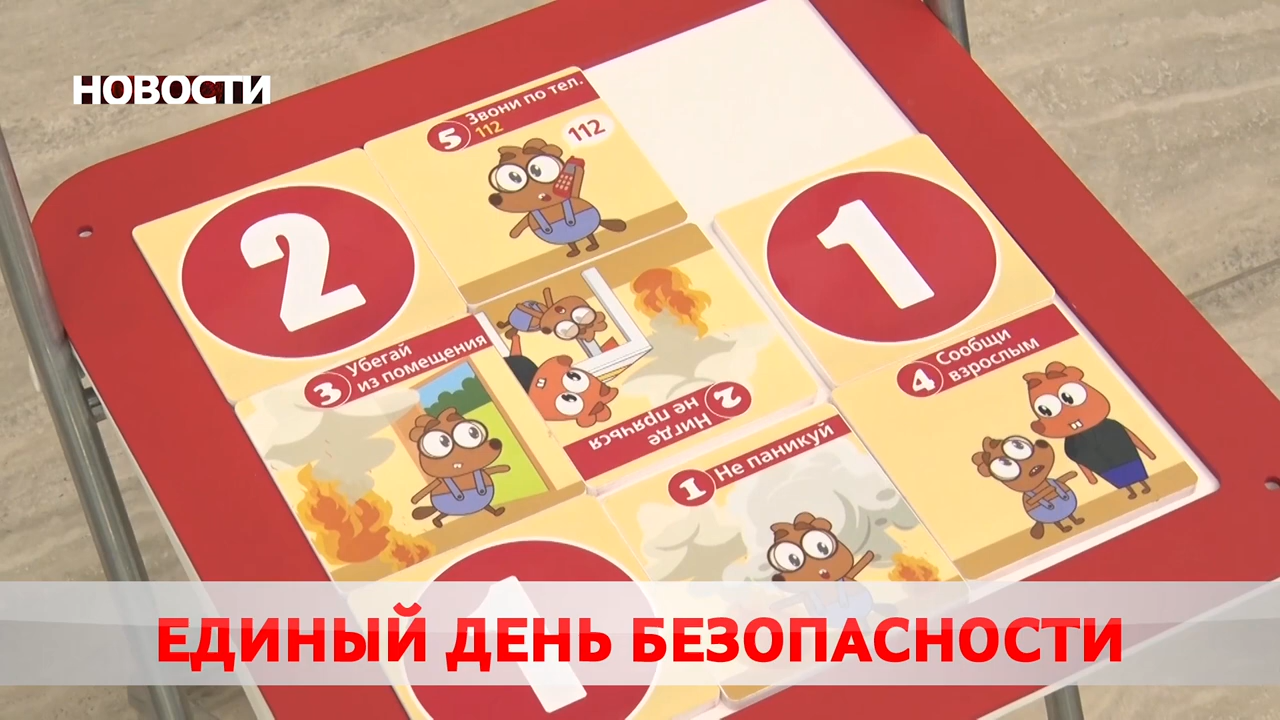 НОВОСТИ
5 Звони по тел.
112
112
2
1
3 Убегай
из помещения
2 Нигде
не прячься
4 Сообщи
взрослым
1 Не паникуй
1
ЕДИНЫЙ ДЕНЬ БЕЗОПАСНОСТИ